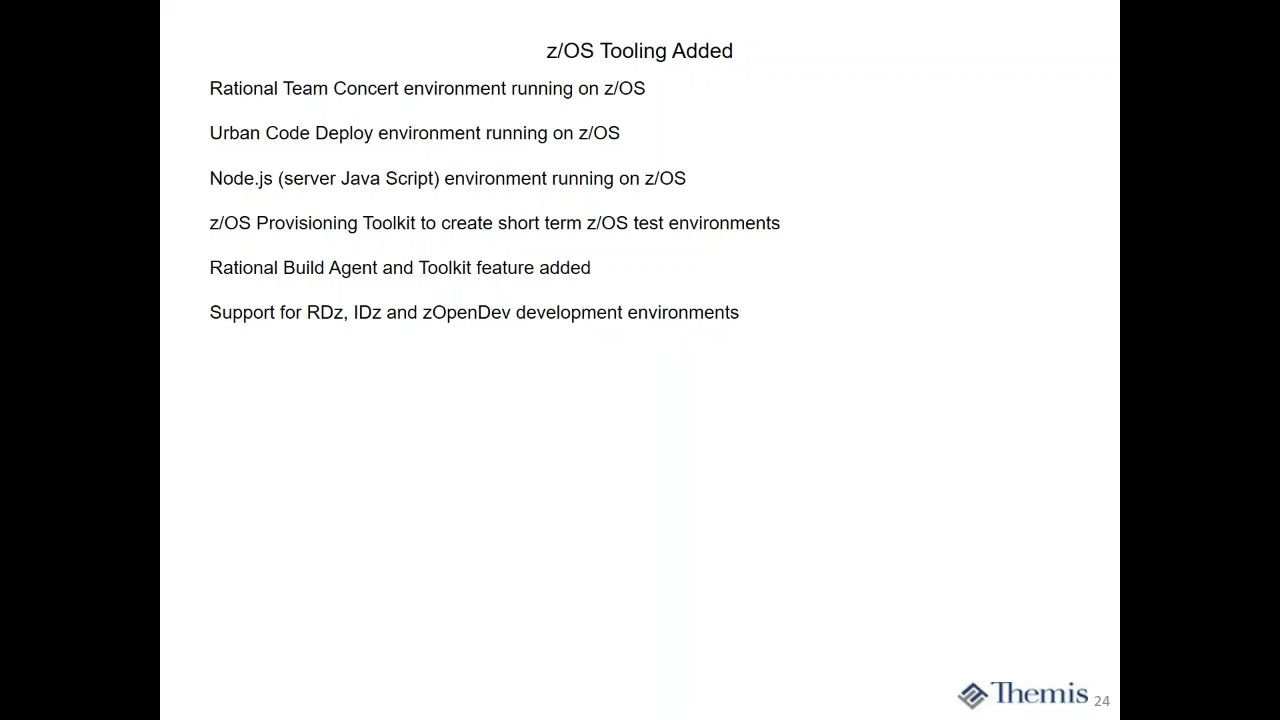 z/OS Tooling Added
Rational Team Concert environment running on z/OS
Urban Code Deploy environment running on z/OS
Node.js (server Java Script) environment running on z/OS
z/OS Provisioning Toolkit to create short term z/OS test environments
Rational Build Agent and Toolkit feature added
Support for RDz, IDz and zOpenDev development environments
Themis 24